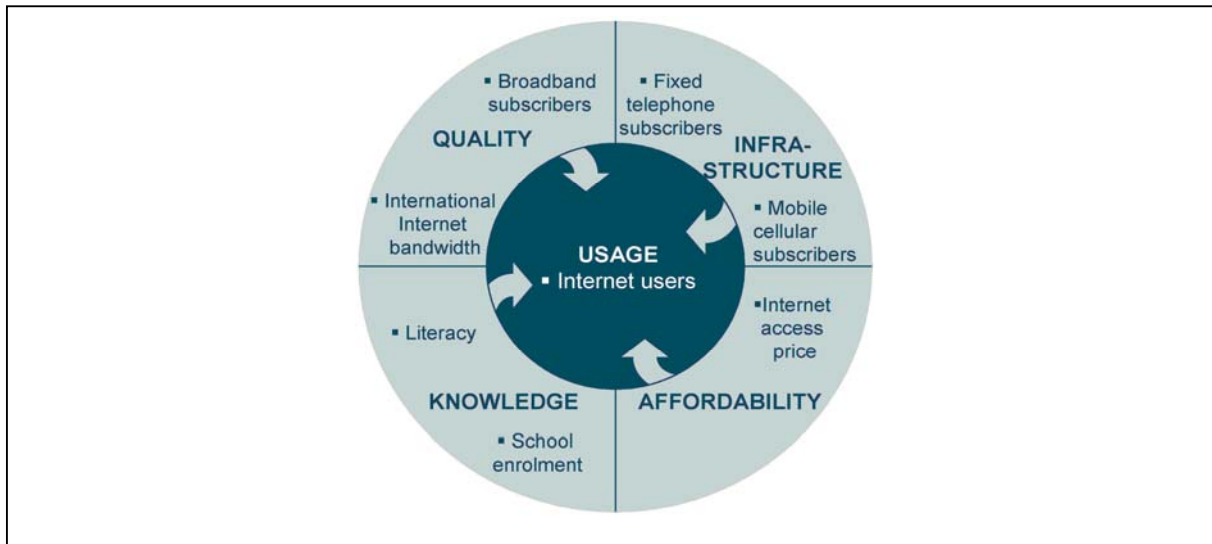 ▪ Broadband
subscribers
QUALITY
▪ International
Internet
bandwidth
▪ Fixed
telephone
subscribers
INFRA-
STRUCTURE
▪ Mobile
cellular
subscribers
USAGE
▪ Internet users
▪ Literacy
KNOWLEDGE
▪ School
enrolment
▪Internet
access
price
AFFORDABILITY